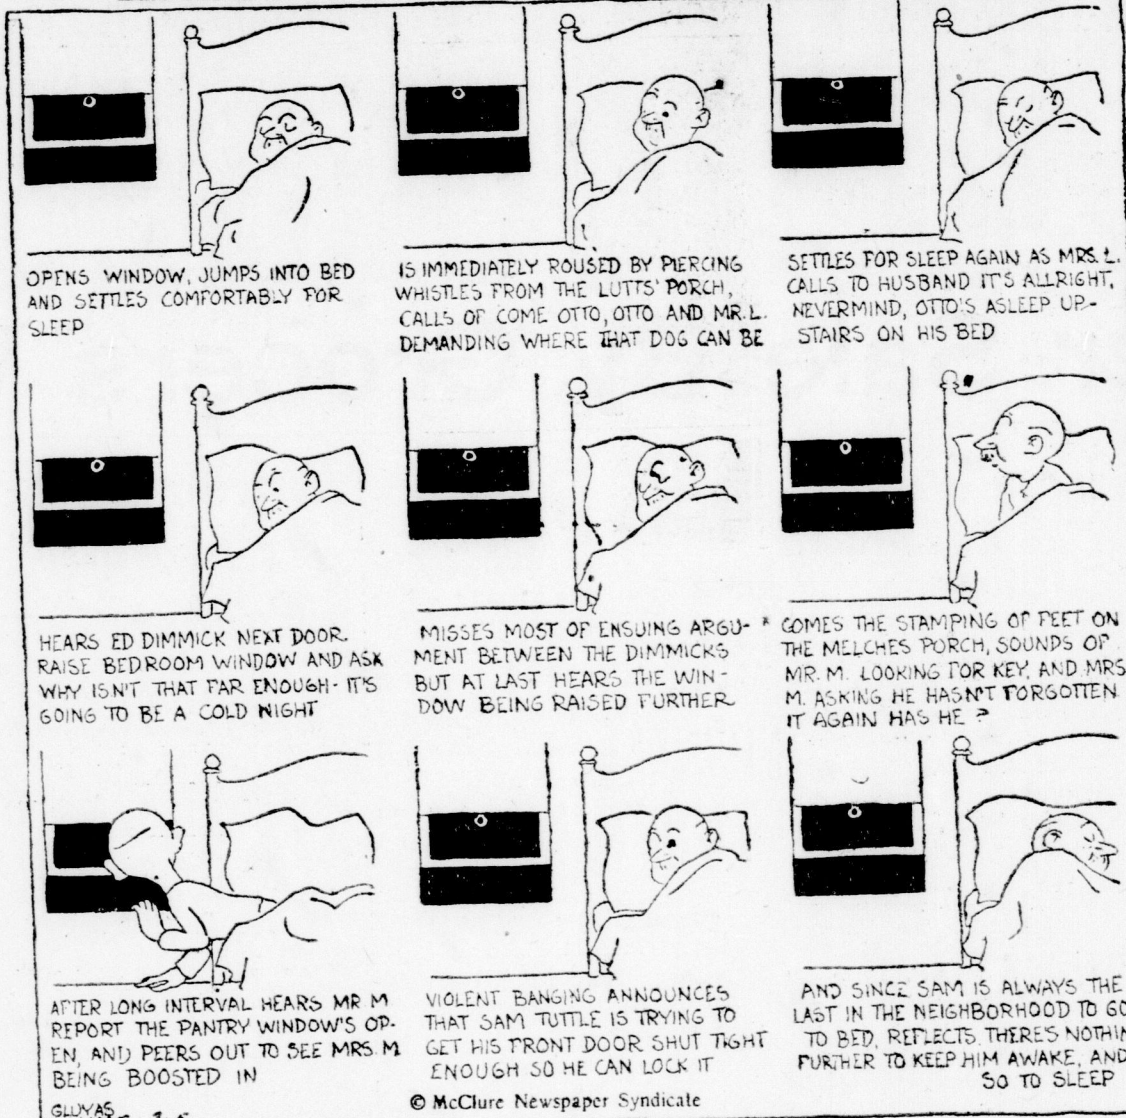 OPENS WINDOW, JUMPS INTO BED
AND SETTLES COMFORTABLY FOR
SLEEP
IS IMMEDIATELY ROUSED BY PIERCING
WHISTLES FROM THE LUTTS' PORCH,
CALLS OF COME OTTO, OTTO AND MR. L.
DEMANDING WHERE THAT DOG CAN BE
SETTLES FOR SLEEP AGAIN AS MRS. L.
CALLS TO HUSBAND IT'S ALLRIGHT,
NEVERMIND, OTTO'S ASLEEP UP-
STAIRS ON HIS BED
HEARS ED DIMMICK NEXT DOOR
RAISE BEDROOM WINDOW AND ASK
WHY ISN'T THAT FAR ENOUGH - IT'S
GOING TO BE A COLD NIGHT
MISSES MOST OF ENSUING ARGU-
MENT BETWEEN THE DIMMICKS
BUT AT LAST HEARS THE WIN-
DOW BEING RAISED FURTHER
COMES THE STAMPING OF FEET ON
THE MELCHES PORCH, SOUNDS OF
MR. M. LOOKING FOR KEY, AND MRS
M. ASKING HE HASN'T FORGOTTEN
IT AGAIN HAS HE ?
AFTER LONG INTERVAL HEARS MR M
REPORT THE PANTRY WINDOW'S OP-
EN, AND PEERS OUT TO SEE MRS. M
BEING BOOSTED IN
VIOLENT BANGING ANNOUNCES
THAT SAM TUTTLE IS TRYING TO
GET HIS FRONT DOOR SHUT TIGHT
ENOUGH SO HE CAN LOCK IT
AND SINCE SAM IS ALWAYS THE
LAST IN THE NEIGHBORHOOD TO GO
TO BED, REFLECTS THERE'S NOTHIN
FURTHER TO KEEP HIM AWAKE, AND
SO TO SLEEP
GLUYAS
© McClure Newspaper Syndicate